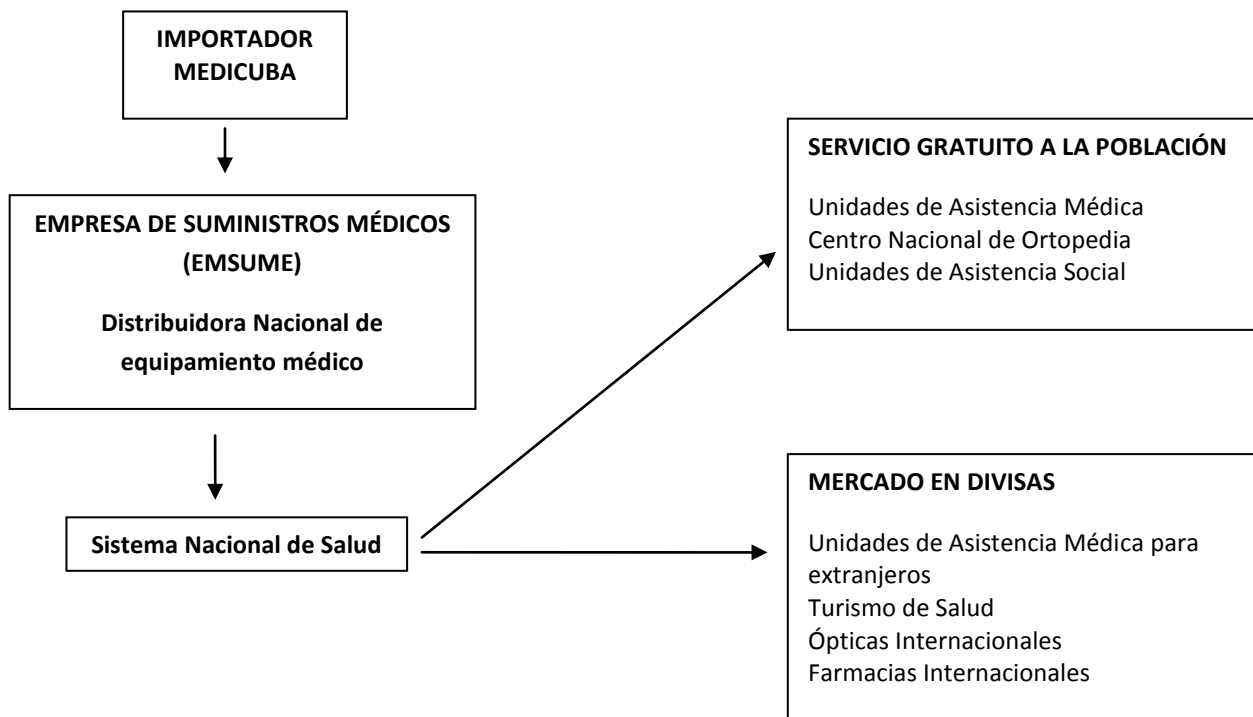 IMPORTADOR
MEDICUBA
EMPRESA DE SUMINISTROS MÉDICOS
(EMSUME)
Distribuidora Nacional de
equipamiento médico
Sistema Nacional de Salud
SERVICIO GRATUITO A LA POBLACIÓN
Unidades de Asistencia Médica
Centro Nacional de Ortopedia
Unidades de Asistencia Social
MERCADO EN DIVISAS
Unidades de Asistencia Médica para
extranjeros
Turismo de Salud
Ópticas Internacionales
Farmacias Internacionales